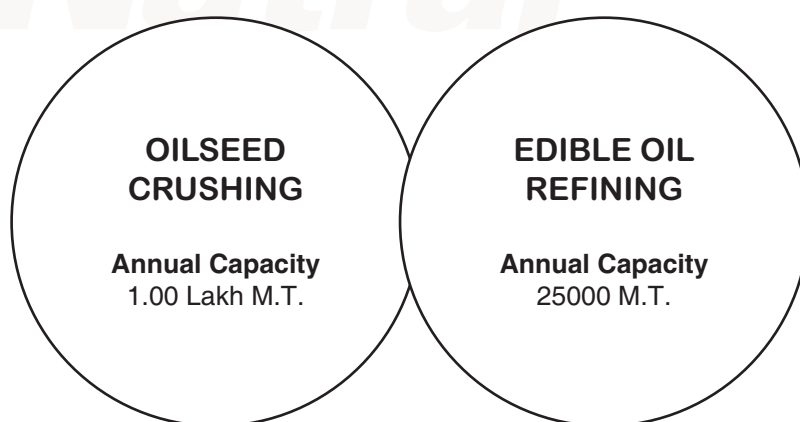 OILSEED
CRUSHING
Annual Capacity
1.00 Lakh M.T.
EDIBLE OIL
REFINING
Annual Capacity
25000 M.T.